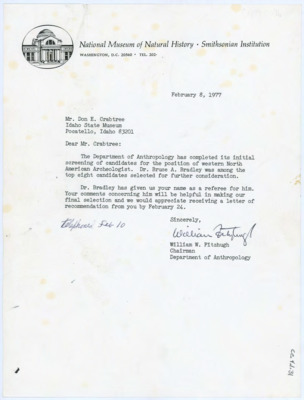 National Museum of Natural History · Smithsonian Institution
WASHINGTON, D.C. 20560 · TEL. 202
February 8, 1977
Mr. Don E. Crabtree
Idaho State Museum
Pocatello, Idaho 83201
Dear Mr. Crabtree:
The Department of Anthropology has completed its initial
screening of candidates for the position of western North
American Archeologist. Dr. Bruce A. Bradley was among the
top eight candidates selected for further consideration.
Dr. Bradley has given us your name as a referee for him.
Your comments concerning him will be helpful in making our
final selection and we would appreciate receiving a letter of
recommendation from you by February 24.
Sincerely,
Feb 10
William W. Fitzhugh
Chairman
Department of Anthropology